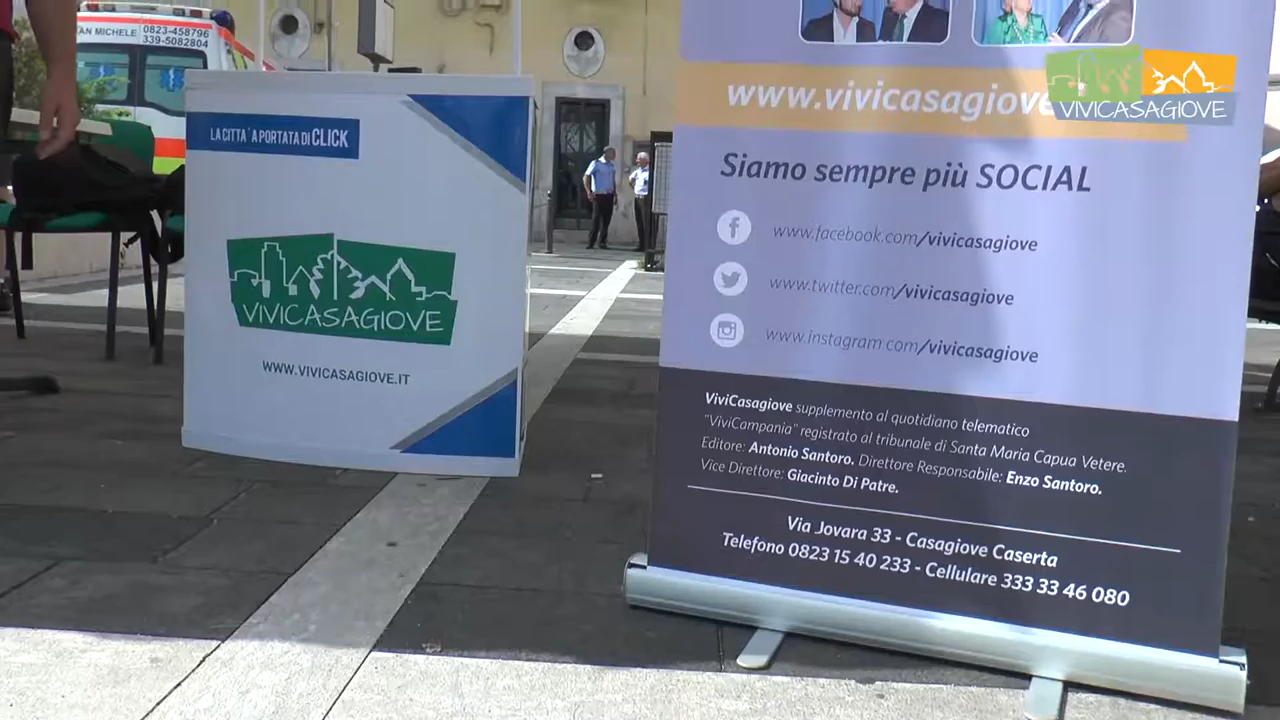 AN MICHELE 0823-458796
339-5082804
LA CITTA' A PORTATA DI CLICK
VIVICASAGIOVE
WWW.VIVICASAGIOVE.IT
www.vivicasagiove
VIVICASAGIOVE
Siamo sempre più SOCIAL
www.facebook.com/vivicasagiove
www.twitter.com/vivicasagiove
www.instagram.com/vivicasagiove
ViviCasagiove supplemento al quotidiano telematico
"ViviCampania" registrato al tribunale di Santa Maria Capua Vetere.
Editore: Antonio Santoro. Direttore Responsabile: Enzo Santoro.
Vice Direttore: Giacinto Di Patre.
Via Jovara 33 - Casagiove Caserta
Telefono 0823 15 40 233 - Cellulare 333 33 46 080